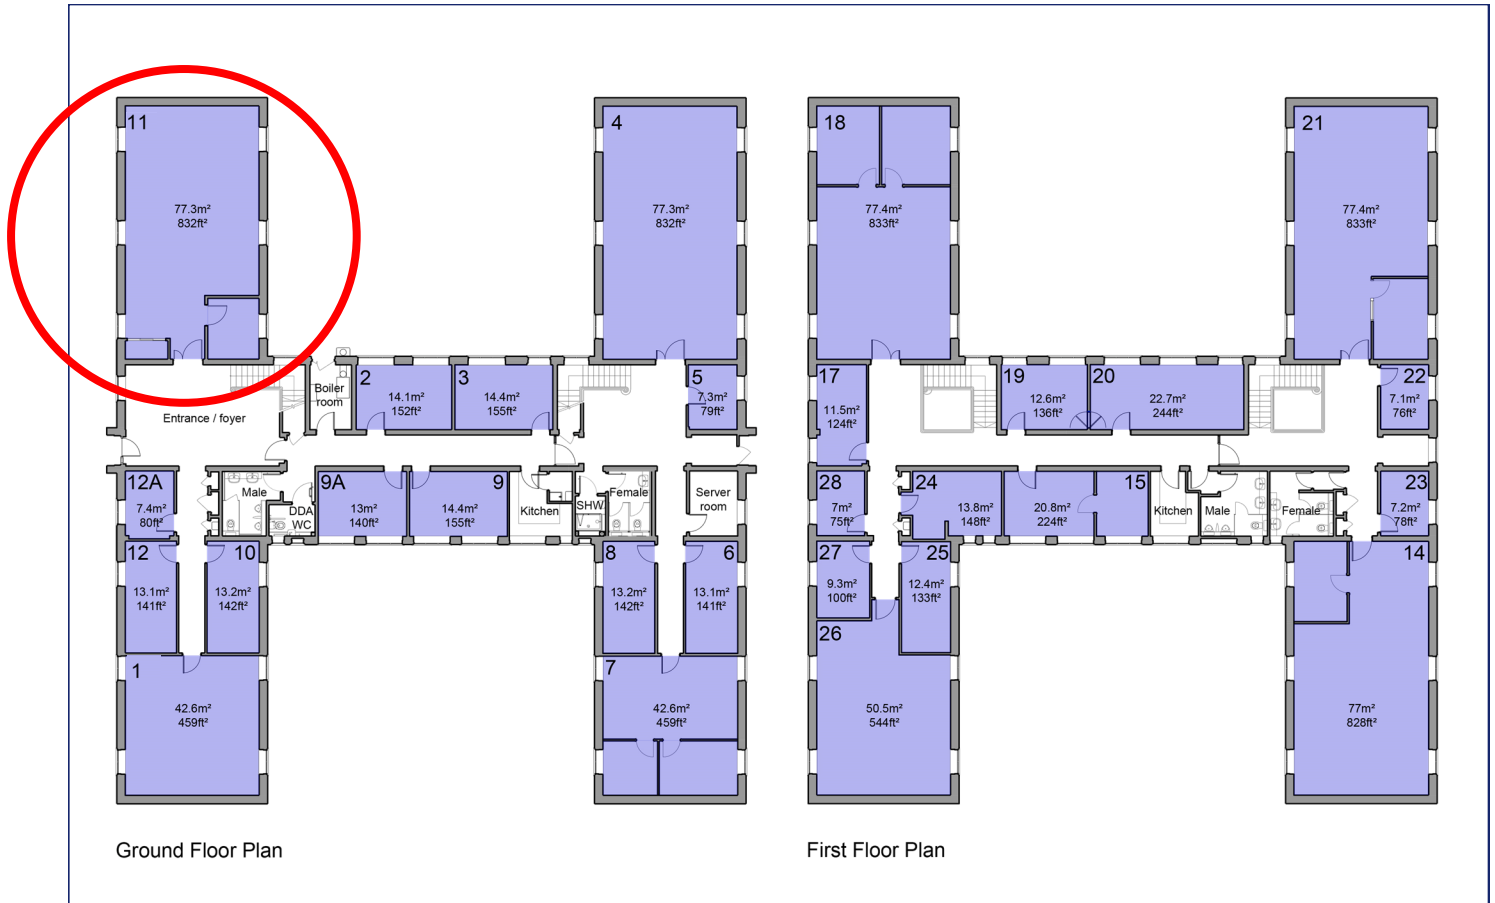 11
77.3m²
832ft²
4
77.3m²
832ft²
18
77.4m²
833ft²
21
77.4m²
833ft²
Entrance / foyer
Boiler
room
2
14.1m²
152ft²
3
14.4m²
155ft²
5
7.3m²
79ft²
17
11.5m²
124ft²
19
12.6m²
136ft²
20
22.7m²
244ft²
22
7.1m²
76ft²
12A
7.4m²
80ft²
Male
DDA
WC
9A
13m²
140ft²
9
14.4m²
155ft²
Kitchen
SHW
Female
Server
room
28
7m²
75ft²
24
13.8m²
148ft²
20.8m²
224ft²
15
Kitchen
Male
Female
23
7.2m²
78ft²
12
13.1m²
141ft²
10
13.2m²
142ft²
8
13.2m²
142ft²
6
13.1m²
141ft²
27
9.3m²
100ft²
25
12.4m²
133ft²
14
77m²
828ft²
1
42.6m²
459ft²
7
42.6m²
459ft²
26
50.5m²
544ft²
Ground Floor Plan
First Floor Plan